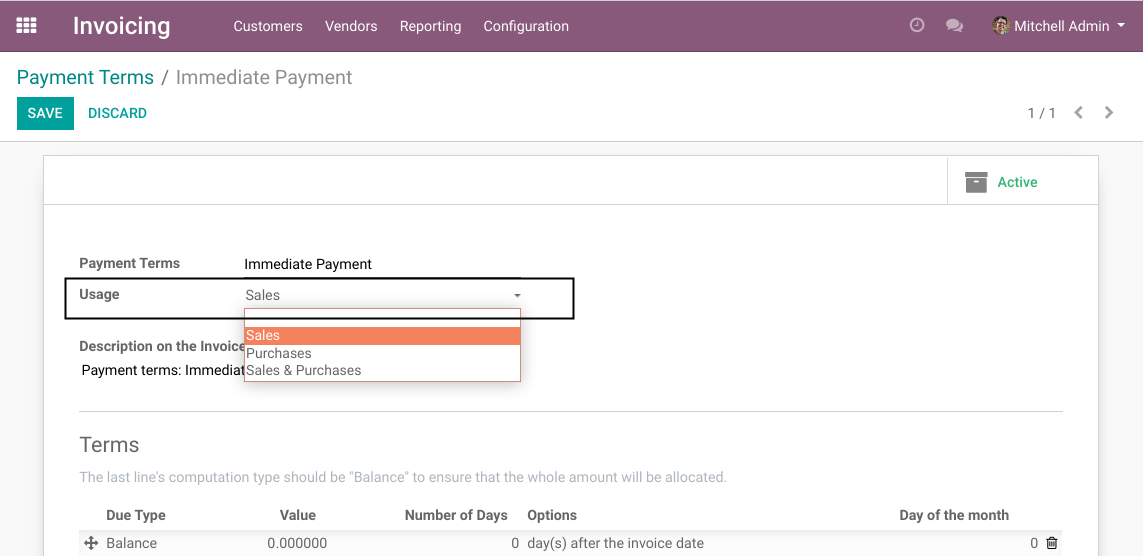 Invoicing Customers Vendors Reporting Configuration Mitchell Admin
Payment Terms / Immediate Payment
SAVE DISCARD 1 / 1
Active
Payment Terms Immediate Payment
Usage Sales
Sales
Description on the Invoice
Purchases
Payment terms: Immediat
Sales & Purchases
Terms
The last line's computation type should be "Balance" to ensure that the whole amount will be allocated.
Due Type Value Number of Days Options Day of the month
Balance 0.000000 0 day(s) after the invoice date 0